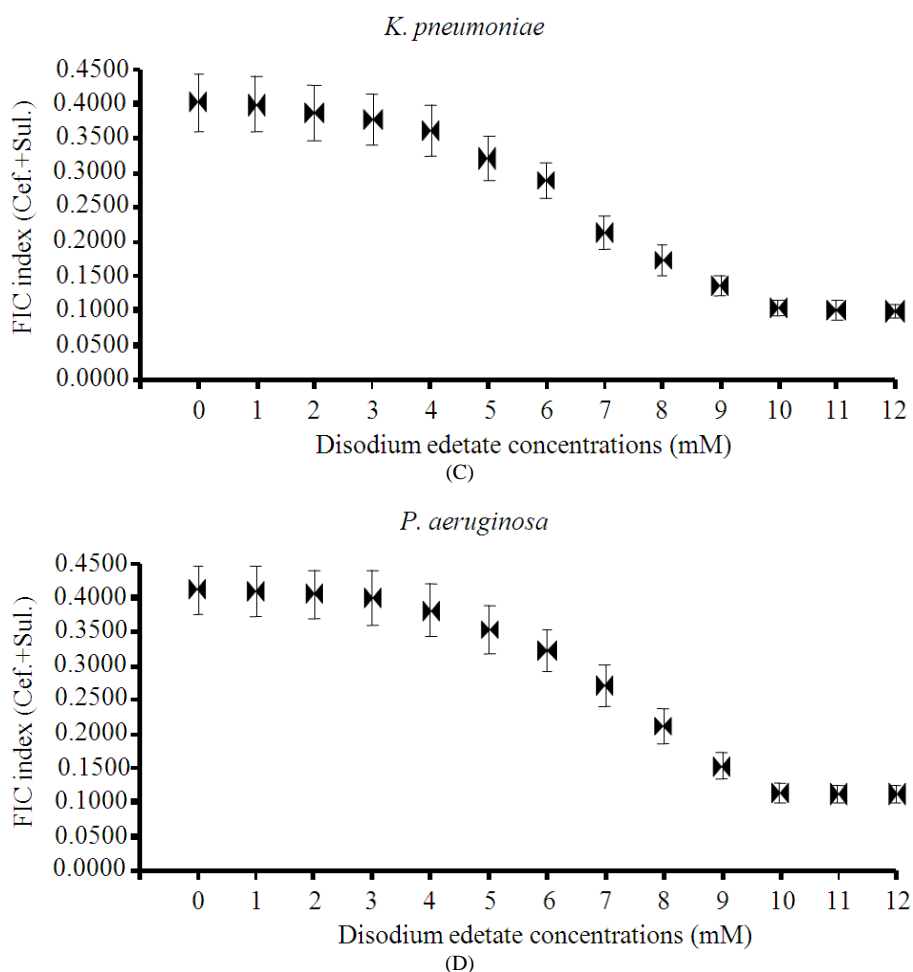 K. pneumoniae
FIC index (Cef.+Sul.)
0.4500
0.4000
0.3500
0.3000
0.2500
0.2000
0.1500
0.1000
0.0500
0.0000
0 1 2 3 4 5 6 7 8 9 10 11 12
Disodium edetate concentrations (mM)
(C)
P. aeruginosa
FIC index (Cef.+Sul.)
0.4500
0.4000
0.3500
0.3000
0.2500
0.2000
0.1500
0.1000
0.0500
0.0000
0 1 2 3 4 5 6 7 8 9 10 11 12
Disodium edetate concentrations (mM)
(D)